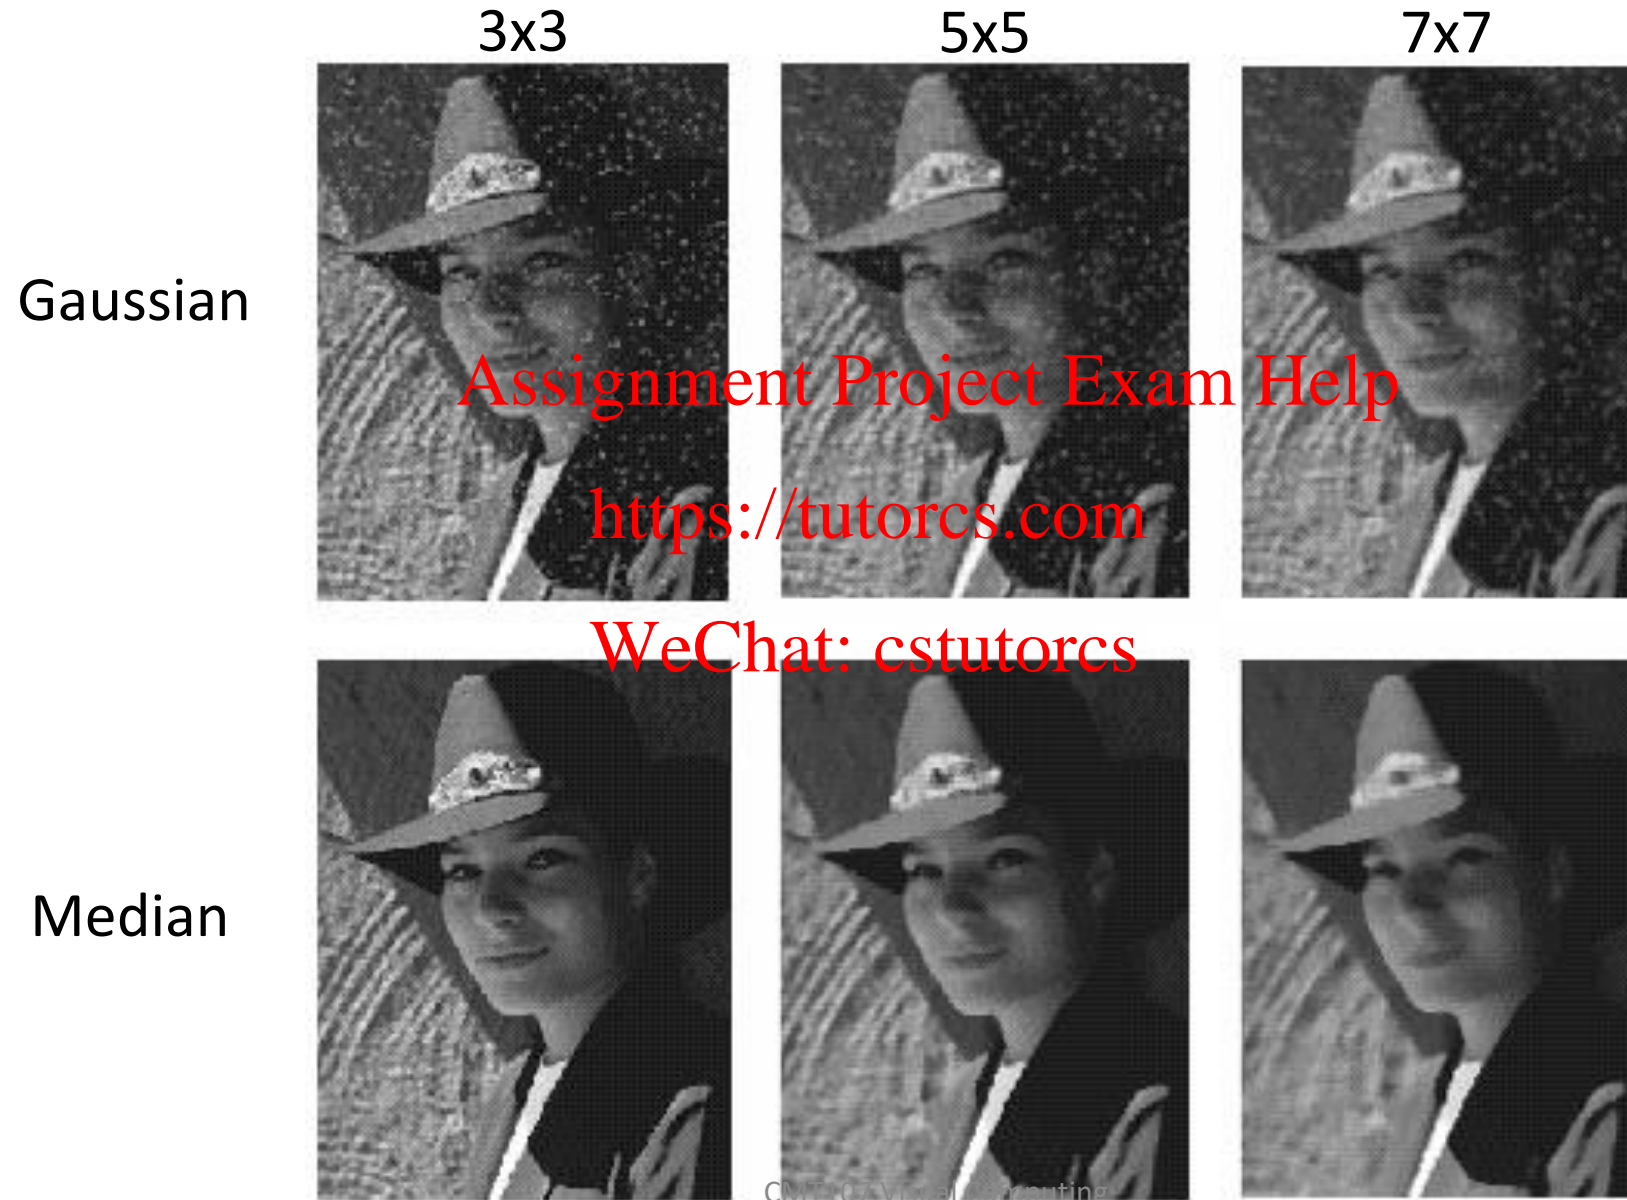 3x3 5x5 7x7
Gaussian
Assignment Project Exam Help
https://tutorcs.com
WeChat: cstutorcs
Median